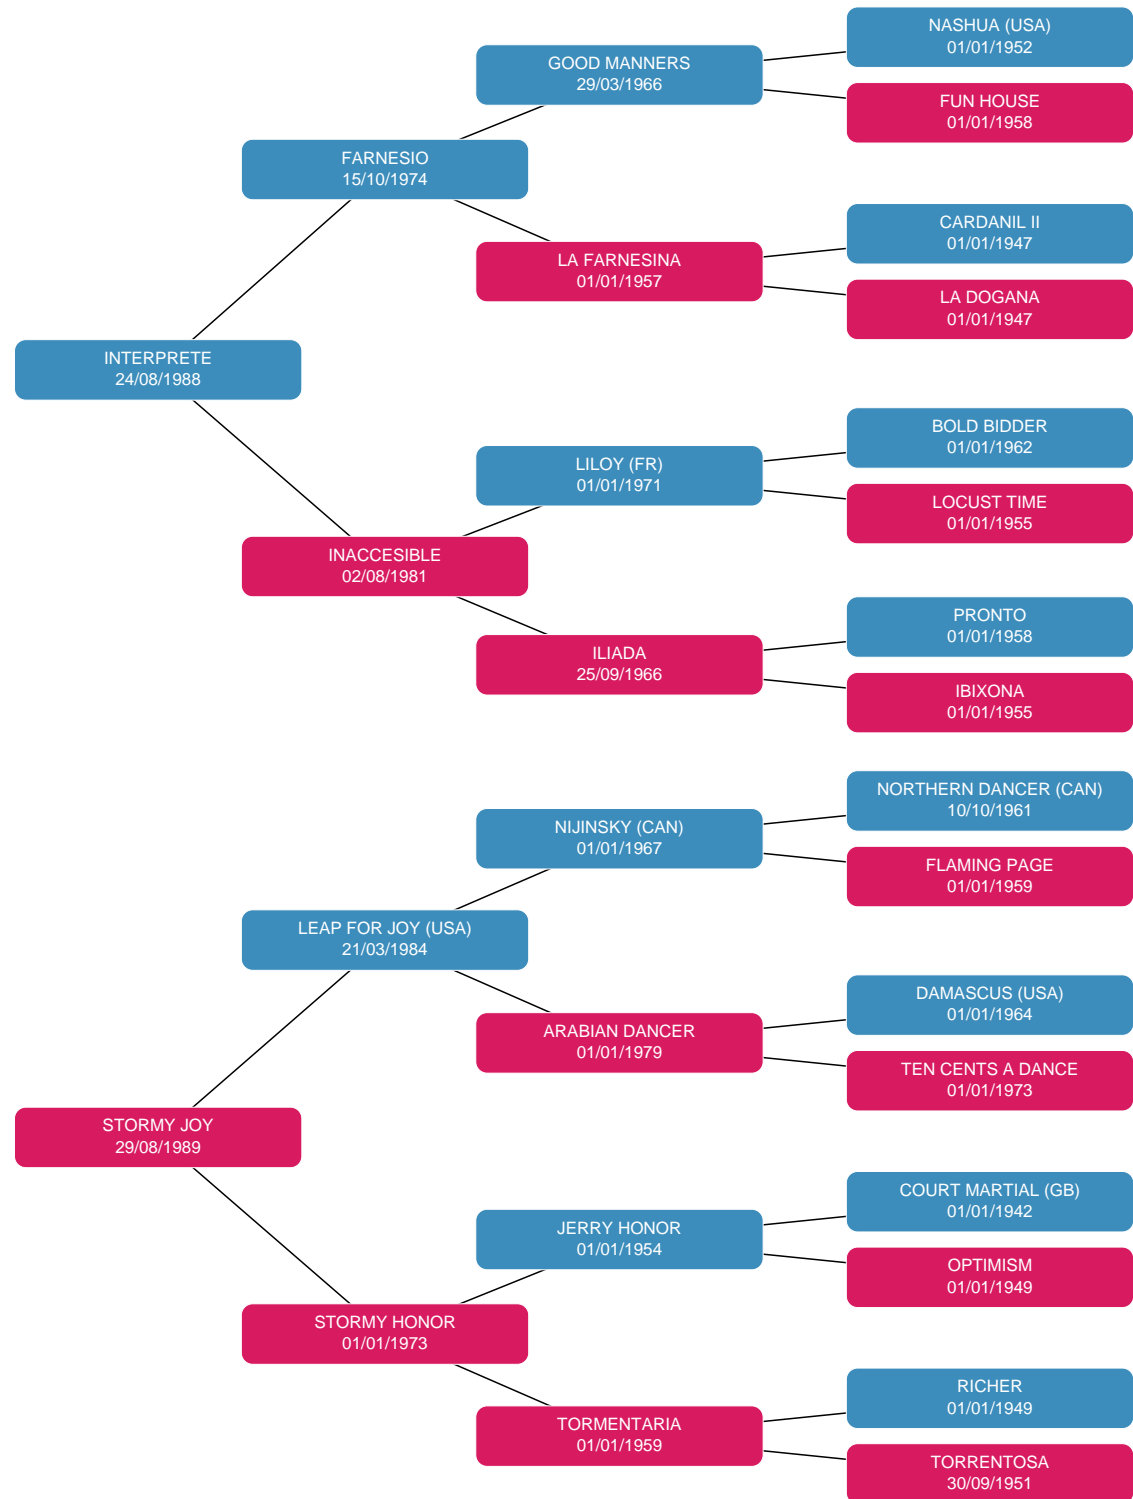 NASHUA (USA)
01/01/1952
GOOD MANNERS
29/03/1966
FUN HOUSE
01/01/1958
FARNESIO
15/10/1974
CARDANIL II
01/01/1947
LA FARNESINA
01/01/1957
LA DOGANA
01/01/1947
INTERPRETE
24/08/1988
BOLD BIDDER
01/01/1962
LILOY (FR)
01/01/1971
LOCUST TIME
01/01/1955
INACCESIBLE
02/08/1981
PRONTO
01/01/1958
ILIADA
25/09/1966
IBIXONA
01/01/1955
NORTHERN DANCER (CAN)
10/10/1961
NIJINSKY (CAN)
01/01/1967
FLAMING PAGE
01/01/1959
LEAP FOR JOY (USA)
21/03/1984
DAMASCUS (USA)
01/01/1964
ARABIAN DANCER
01/01/1979
TEN CENTS A DANCE
01/01/1973
STORMY JOY
29/08/1989
COURT MARTIAL (GB)
01/01/1942
JERRY HONOR
01/01/1954
OPTIMISM
01/01/1949
STORMY HONOR
01/01/1973
RICHER
01/01/1949
TORMENTARIA
01/01/1959
TORRENTOSA
30/09/1951